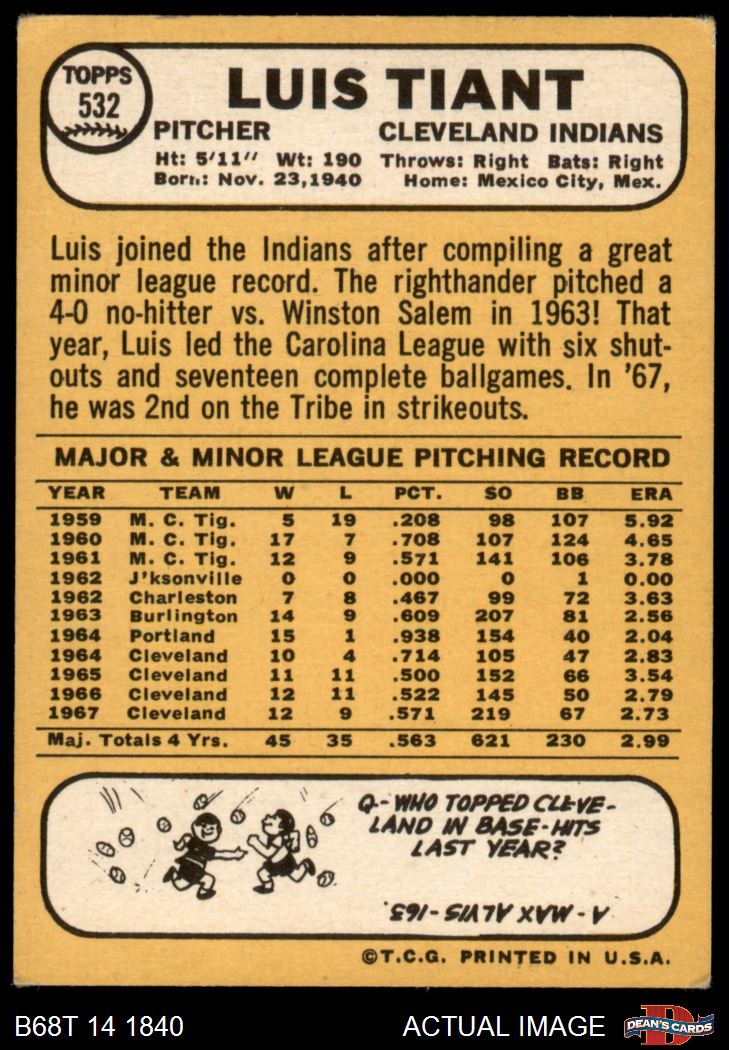 TOPPS
532
LUIS TIANT
PITCHER CLEVELAND INDIANS
Ht: 5'11" Wt: 190 Throws: Right Bats: Right
Born: Nov. 23,1940 Home: Mexico City, Mex.
Luis joined the Indians after compiling a great
minor league record. The righthander pitched a
4-0 no-hitter vs. Winston Salem in 1963! That
year, Luis led the Carolina League with six shut-
outs and seventeen complete ballgames. In '67,
he was 2nd on the Tribe in strikeouts.
MAJOR & MINOR LEAGUE PITCHING RECORD
YEAR TEAM W L PCT. SO BB ERA
1959 M. C. Tig. 5 19 .208 98 107 5.92
1960 M. C. Tig. 17 7 .708 107 124 4.65
1961 M. C. Tig. 12 9 .571 141 106 3.78
1962 J'ksonville 0 0 .000 0 1 0.00
1962 Charleston 7 8 .467 99 72 3.63
1963 Burlington 14 9 .609 207 81 2.56
1964 Portland 15 1 .938 154 40 2.04
1964 Cleveland 10 4 .714 105 47 2.83
1965 Cleveland 11 11 .500 152 66 3.54
1966 Cleveland 12 11 .522 145 50 2.79
1967 Cleveland 12 9 .571 219 67 2.73
Maj. Totals 4 Yrs. 45 35 .563 621 230 2.99
Q- WHO TOPPED CLEVE-
LAND IN BASE-HITS
LAST YEAR?
A - MAX ALVIS -163.
©T.C.G. PRINTED IN U.S.A.
B68T 14 1840 ACTUAL IMAGE
D
DEAN'S CARDS